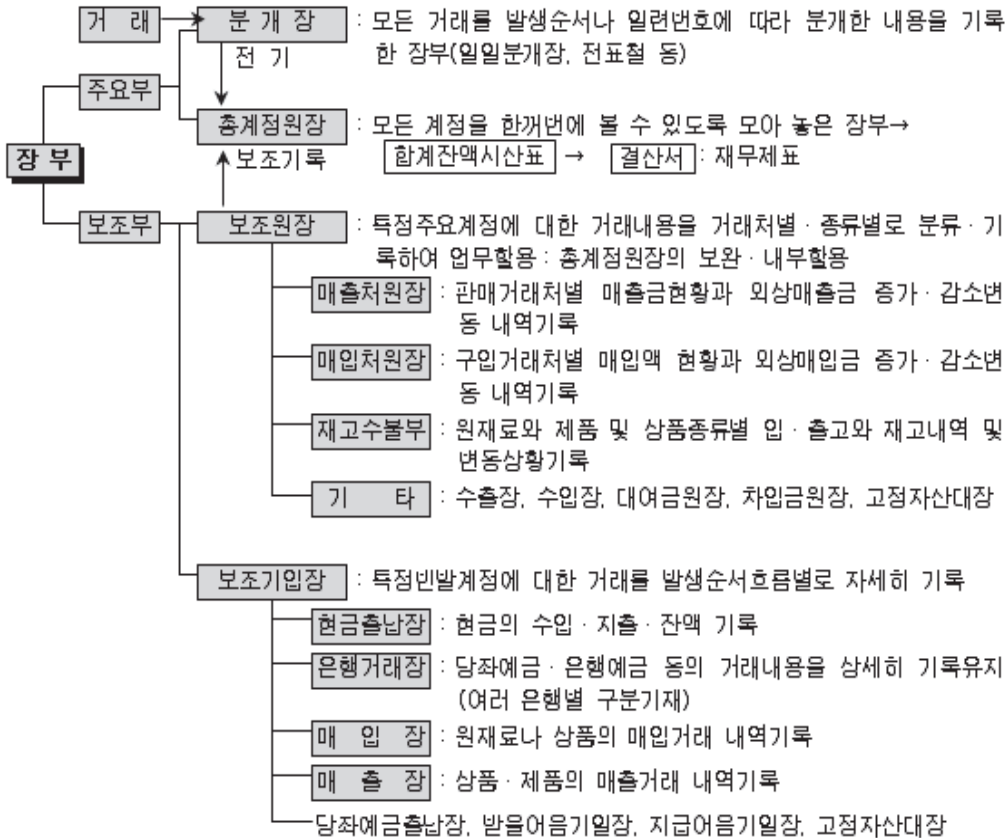 거 래 분 개 장 : 모든 거래를 발생순서나 일련번호에 따라 분개한 내용을 기록
전 기 한 장부(일일분개장, 전표철 등)
주요부
총계정원장 : 모든 계정을 한꺼번에 볼 수 있도록 모아 놓은 장부→
장 부 보조기록 합계잔액시산표 → 결산서 : 재무제표
보조부 보조원장 : 특정주요계정에 대한 거래내용을 거래처별·종류별로 분류·기
록하여 업무활용 : 총계정원장의 보완·내부활용
매출처원장 : 판매거래처별 매출금현황과 외상매출금 증가·감소변
동 내역기록
매입처원장 : 구입거래처별 매입액 현황과 외상매입금 증가·감소변
동 내역기록
재고수불부 : 원재료와 제품 및 상품종류별 입·출고와 재고내역 및
변동상황기록
기 타 : 수출장, 수입장, 대여금원장, 차입금원장, 고정자산대장
보조기입장 : 특정빈발계정에 대한 거래를 발생순서흐름별로 자세히 기록
현금출납장 : 현금의 수입·지출·잔액 기록
은행거래장 : 당좌예금·은행예금 등의 거래내용을 상세히 기록유지
(여러 은행별 구분기재)
매 입 장 : 원재료나 상품의 매입거래 내역기록
매 출 장 : 상품·제품의 매출거래 내역기록
당좌예금출납장, 받을어음기일장, 지급어음기일장, 고정자산대장